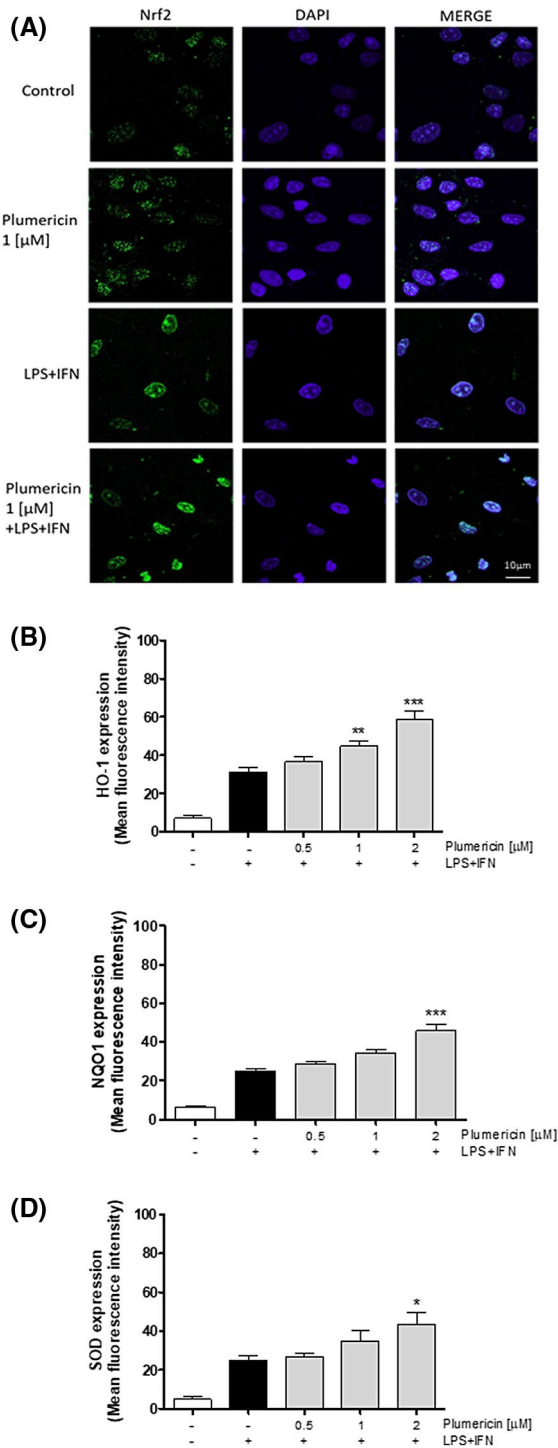 (A)
Nrf2 DAPI MERGE
Control
Plumericin
1 [µM]
LPS+IFN
Plumericin
1 [µM]
+LPS+IFN
10µm
(B)
HO-1 expression
(Mean fluorescence intensity)
100
80
60
40
20
0
** ***
- - 0.5 1 2 Plumericin [µM]
- + + + + LPS+IFN
(C)
NQO1 expression
(Mean fluorescence intensity)
100
80
60
40
20
0
***
- - 0.5 1 2 Plumericin [µM]
- + + + + LPS+IFN
(D)
SOD expression
(Mean fluorescence intensity)
100
80
60
40
20
0
*
- - 0.5 1 2 Plumericin [µM]
- + + + + LPS+IFN